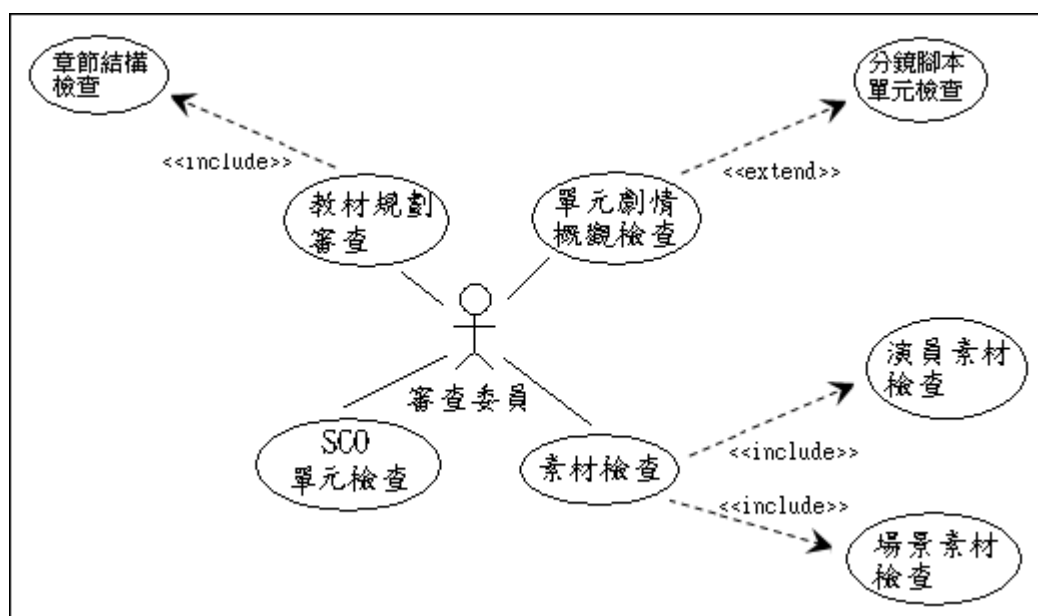 章節結構
檢查
分鏡腳本
單元檢查
<<include>>
<<extend>>
教材規劃
審查
單元劇情
概觀檢查
演員素材
檢查
審查委員
SCO
單元檢查
素材檢查
<<include>>
<<include>>
場景素材
檢查